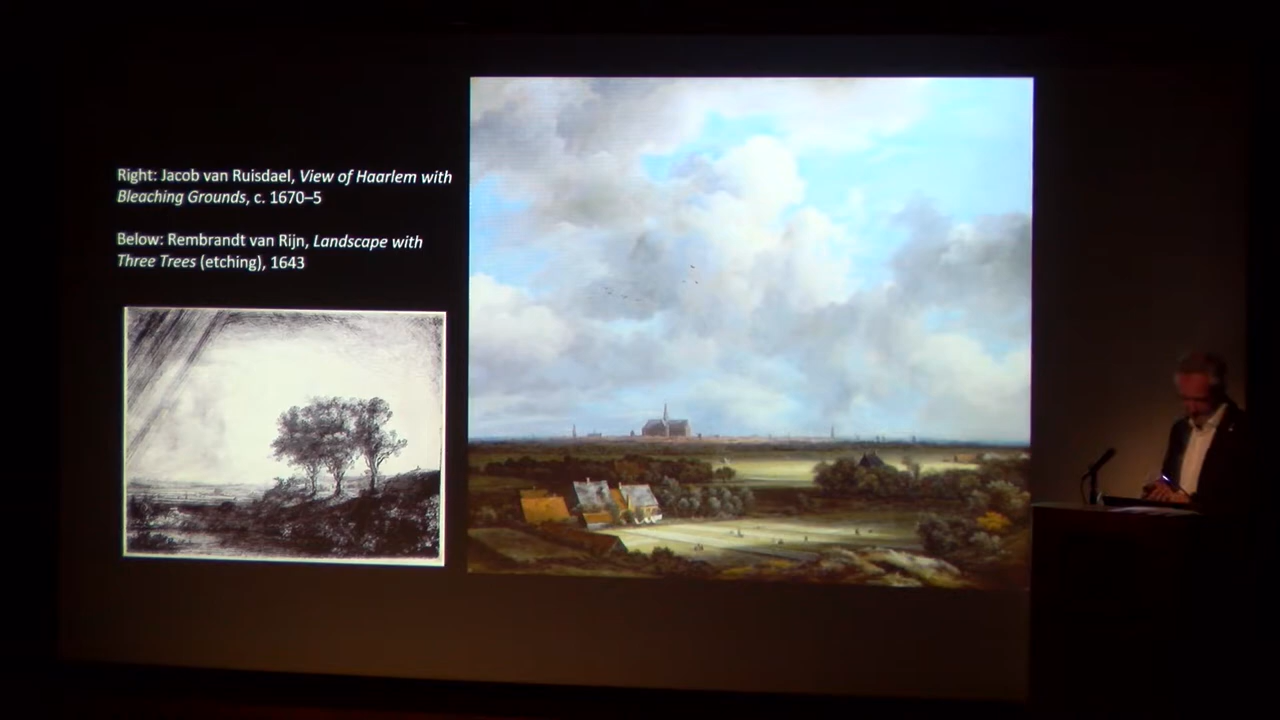 Right: Jacob van Ruisdael, View of Haarlem with
Bleaching Grounds, c. 1670–5
Below: Rembrandt van Rijn, Landscape with
Three Trees (etching), 1643